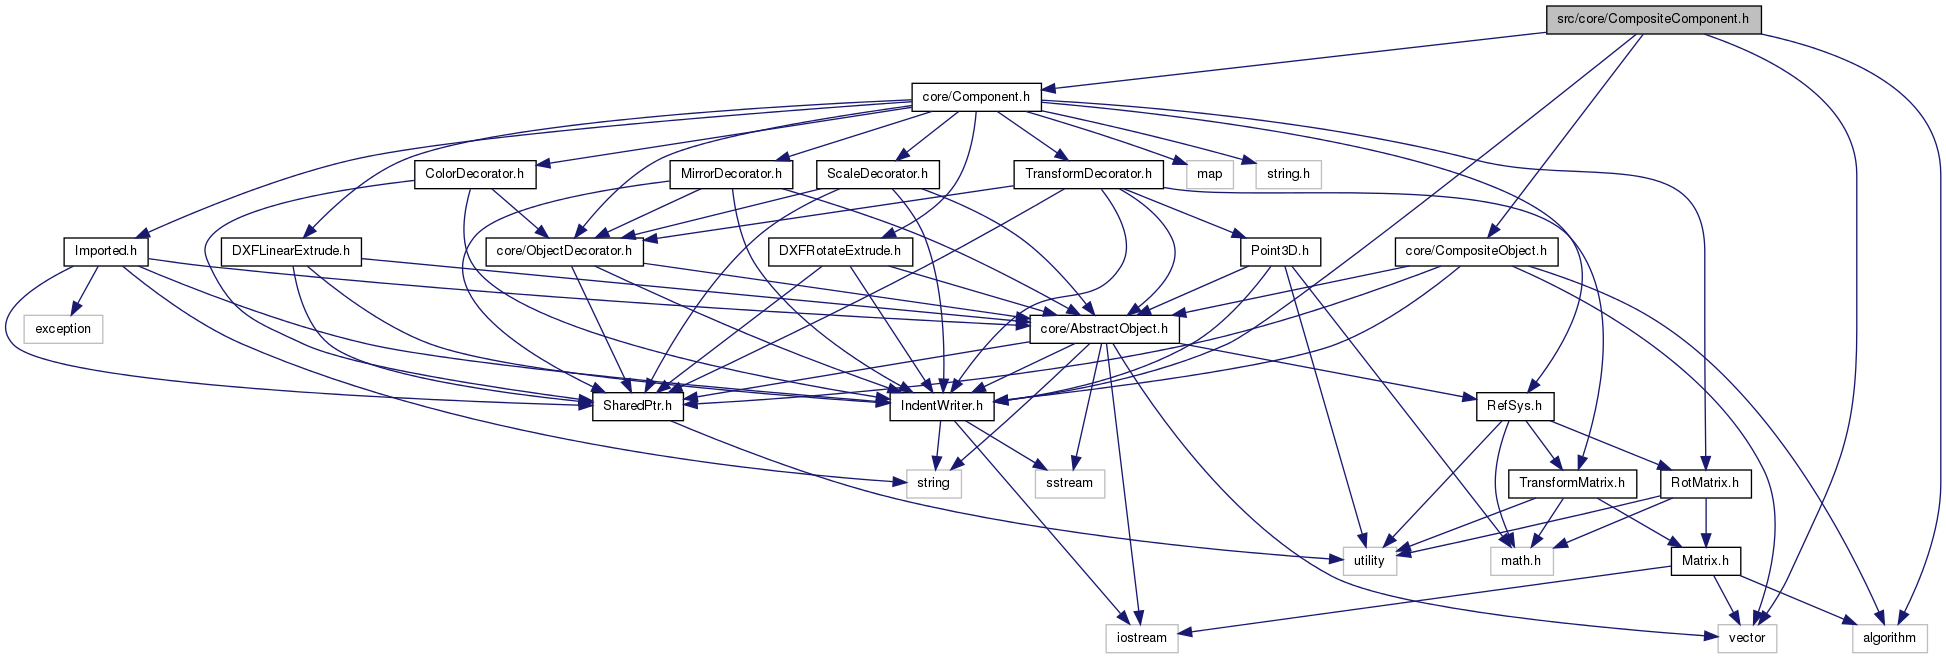 src/core/CompositeComponent.h
core/Component.h
ColorDecorator.h
MirrorDecorator.h
ScaleDecorator.h
TransformDecorator.h
map
string.h
Imported.h
DXFLinearExtrude.h
core/ObjectDecorator.h
DXFRotateExtrude.h
Point3D.h
core/CompositeObject.h
exception
core/AbstractObject.h
SharedPtr.h
IndentWriter.h
RefSys.h
string
sstream
TransformMatrix.h
RotMatrix.h
utility
math.h
Matrix.h
iostream
vector
algorithm